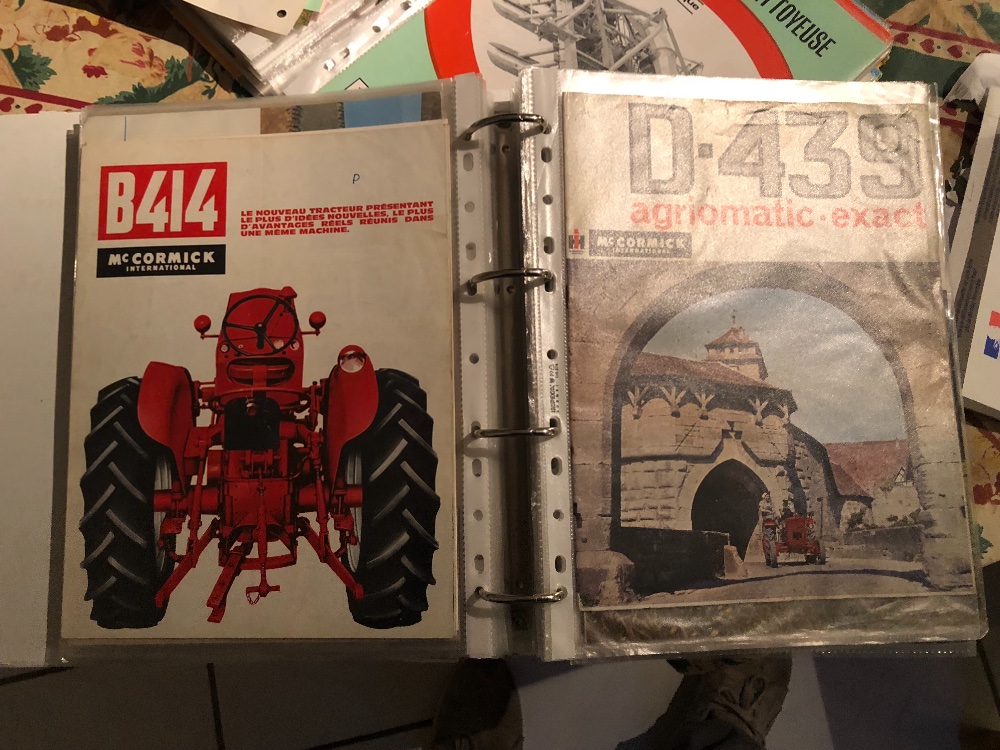 TOYEUSE
B414
P
LE NOUVEAU TRACTEUR PRÉSENTANT
LE PLUS D'IDÉES NOUVELLES, LE PLUS
D'AVANTAGES RÉELS RÉUNIS DANS
UNE MÊME MACHINE.
McCORMICK
INTERNATIONAL
D-439
agriomatic·exact
McCORMICK
INTERNATIONAL